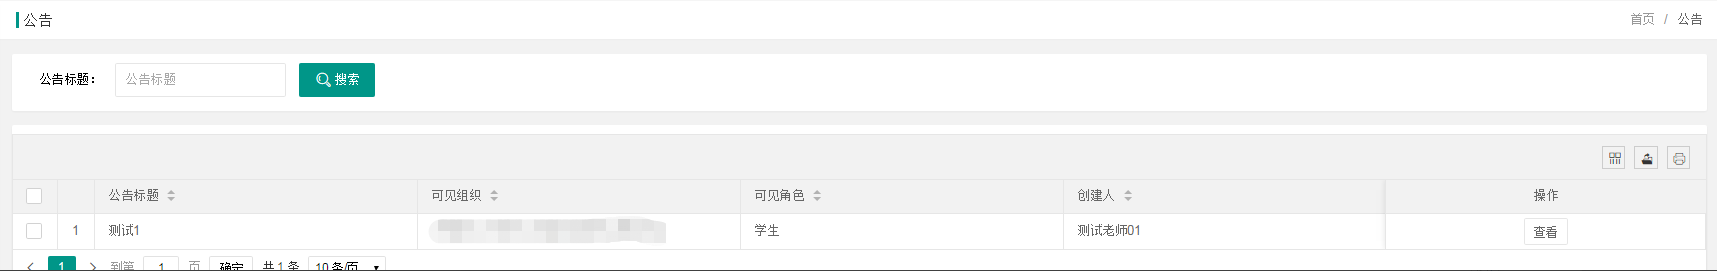 公告
首页 / 公告
公告标题： 公告标题 搜索
公告标题 可见组织 可见角色 创建人 操作
1 测试1 学生 测试老师01 查看
1 到第 1 页 确定 共 1 条 10 条/页